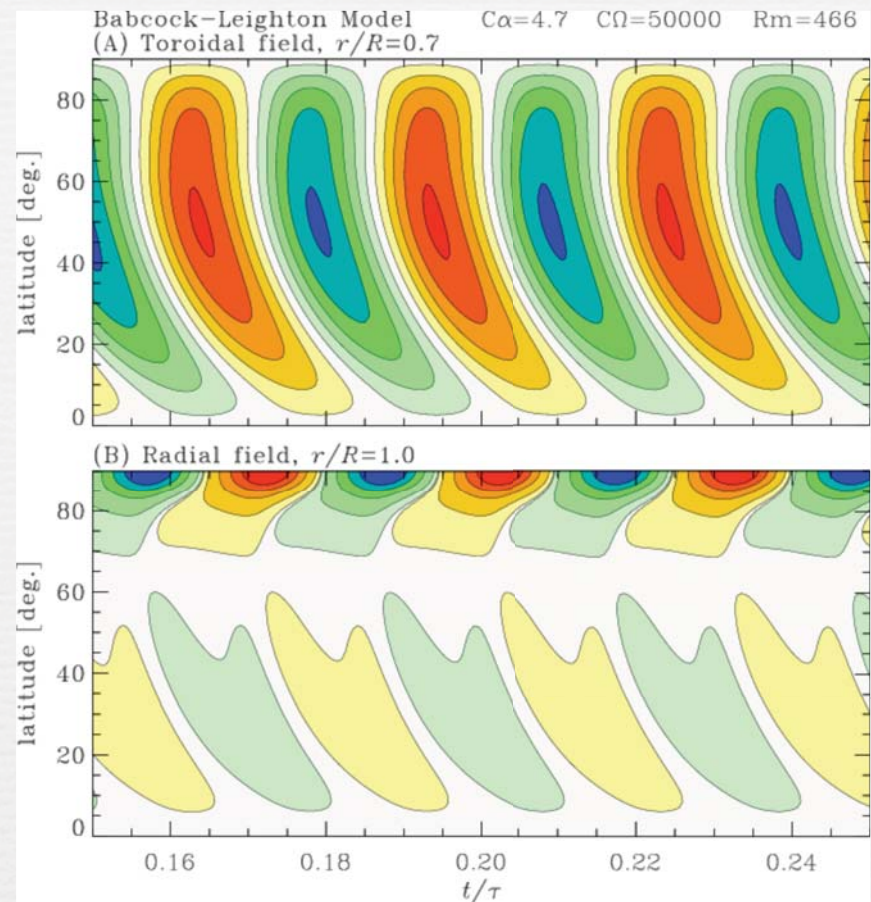 Babcock-Leighton Model Cα=4.7 CΩ=50000 Rm=466
(A) Toroidal field, r/R=0.7
80
60
40
20
0
latitude [deg.]
(B) Radial field, r/R=1.0
80
60
40
20
0
latitude [deg.]
0.16 0.18 0.20 0.22 0.24
t/τ